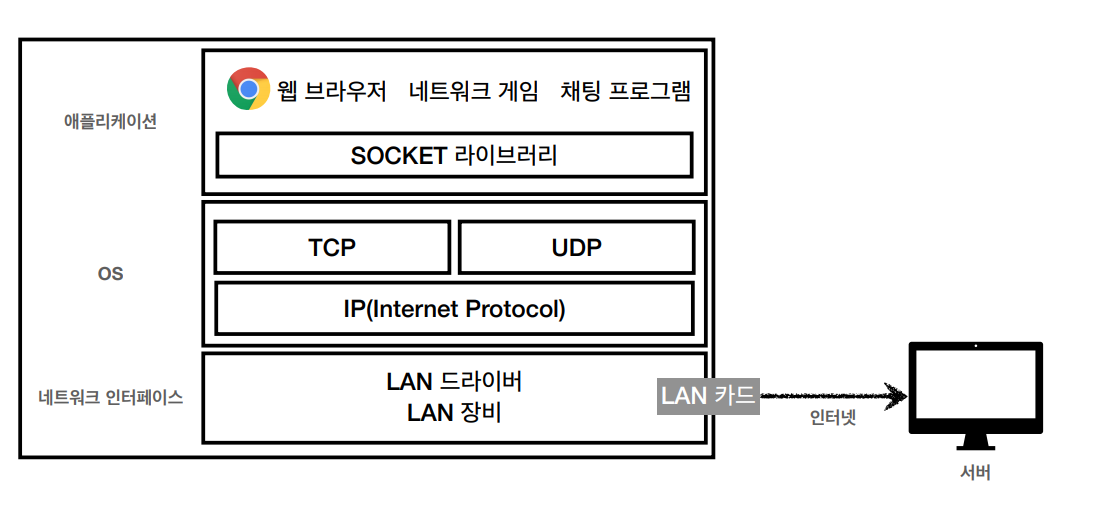 애플리케이션
웹 브라우저 네트워크 게임 채팅 프로그램
SOCKET 라이브러리
OS
TCP UDP
IP(Internet Protocol)
네트워크 인터페이스
LAN 드라이버
LAN 장비
LAN 카드
인터넷
서버